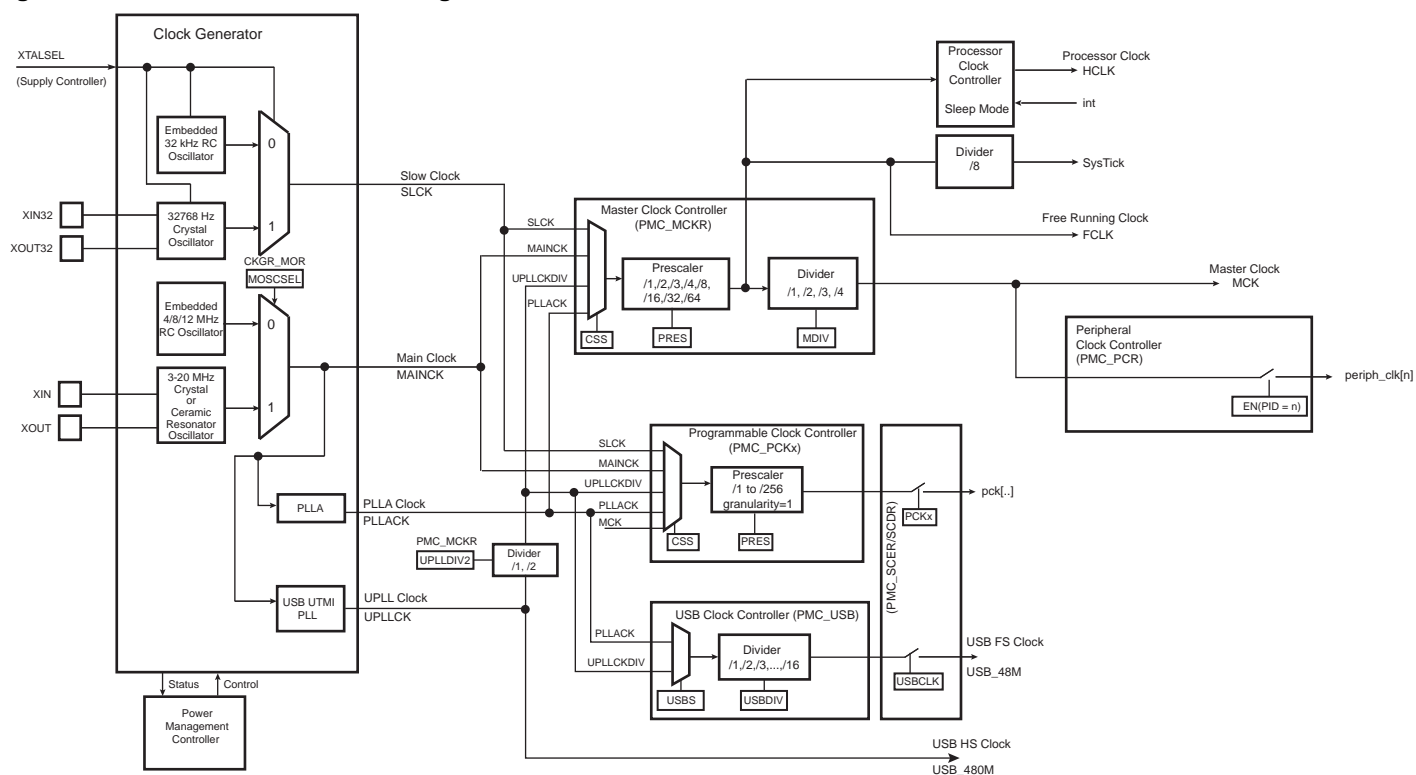 Clock Generator
XTALSEL
(Supply Controller)
Embedded
32 kHz RC
Oscillator
0
XIN32
XOUT32
32768 Hz
Crystal
Oscillator
1
CKGR_MOR
MOSCSEL
Embedded
4/8/12 MHz
RC Oscillator
0
XIN
XOUT
3-20 MHz
Crystal
or
Ceramic
Resonator
Oscillator
1
PLLA
USB UTMI
PLL
Status
Control
Power
Management
Controller
Slow Clock
SLCK
Main Clock
MAINCK
PLLA Clock
PLLACK
UPLL Clock
UPLLCK
PMC_MCKR
UPLLDIV2
Divider
/1, /2
Master Clock Controller
(PMC_MCKR)
SLCK
MAINCK
UPLLCKDIV
PLLACK
CSS
Prescaler
/1,/2,/3,/4,/8,
/16,/32,/64
PRES
Divider
/1, /2, /3, /4
MDIV
Processor
Clock
Controller
Sleep Mode
Processor Clock
HCLK
int
Divider
/8
SysTick
Free Running Clock
FCLK
Master Clock
MCK
Peripheral
Clock Controller
(PMC_PCR)
EN(PID = n)
periph_clk[n]
Programmable Clock Controller
(PMC_PCKx)
SLCK
MAINCK
UPLLCKDIV
PLLACK
MCK
CSS
Prescaler
/1 to /256
granularity=1
PRES
(PMC_SCER/SCDR)
PCKx
pck[..]
USB Clock Controller (PMC_USB)
PLLACK
UPLLCKDIV
USBS
Divider
/1,/2,/3,...,/16
USBDIV
USBCLK
USB FS Clock
USB_48M
USB HS Clock
USB_480M